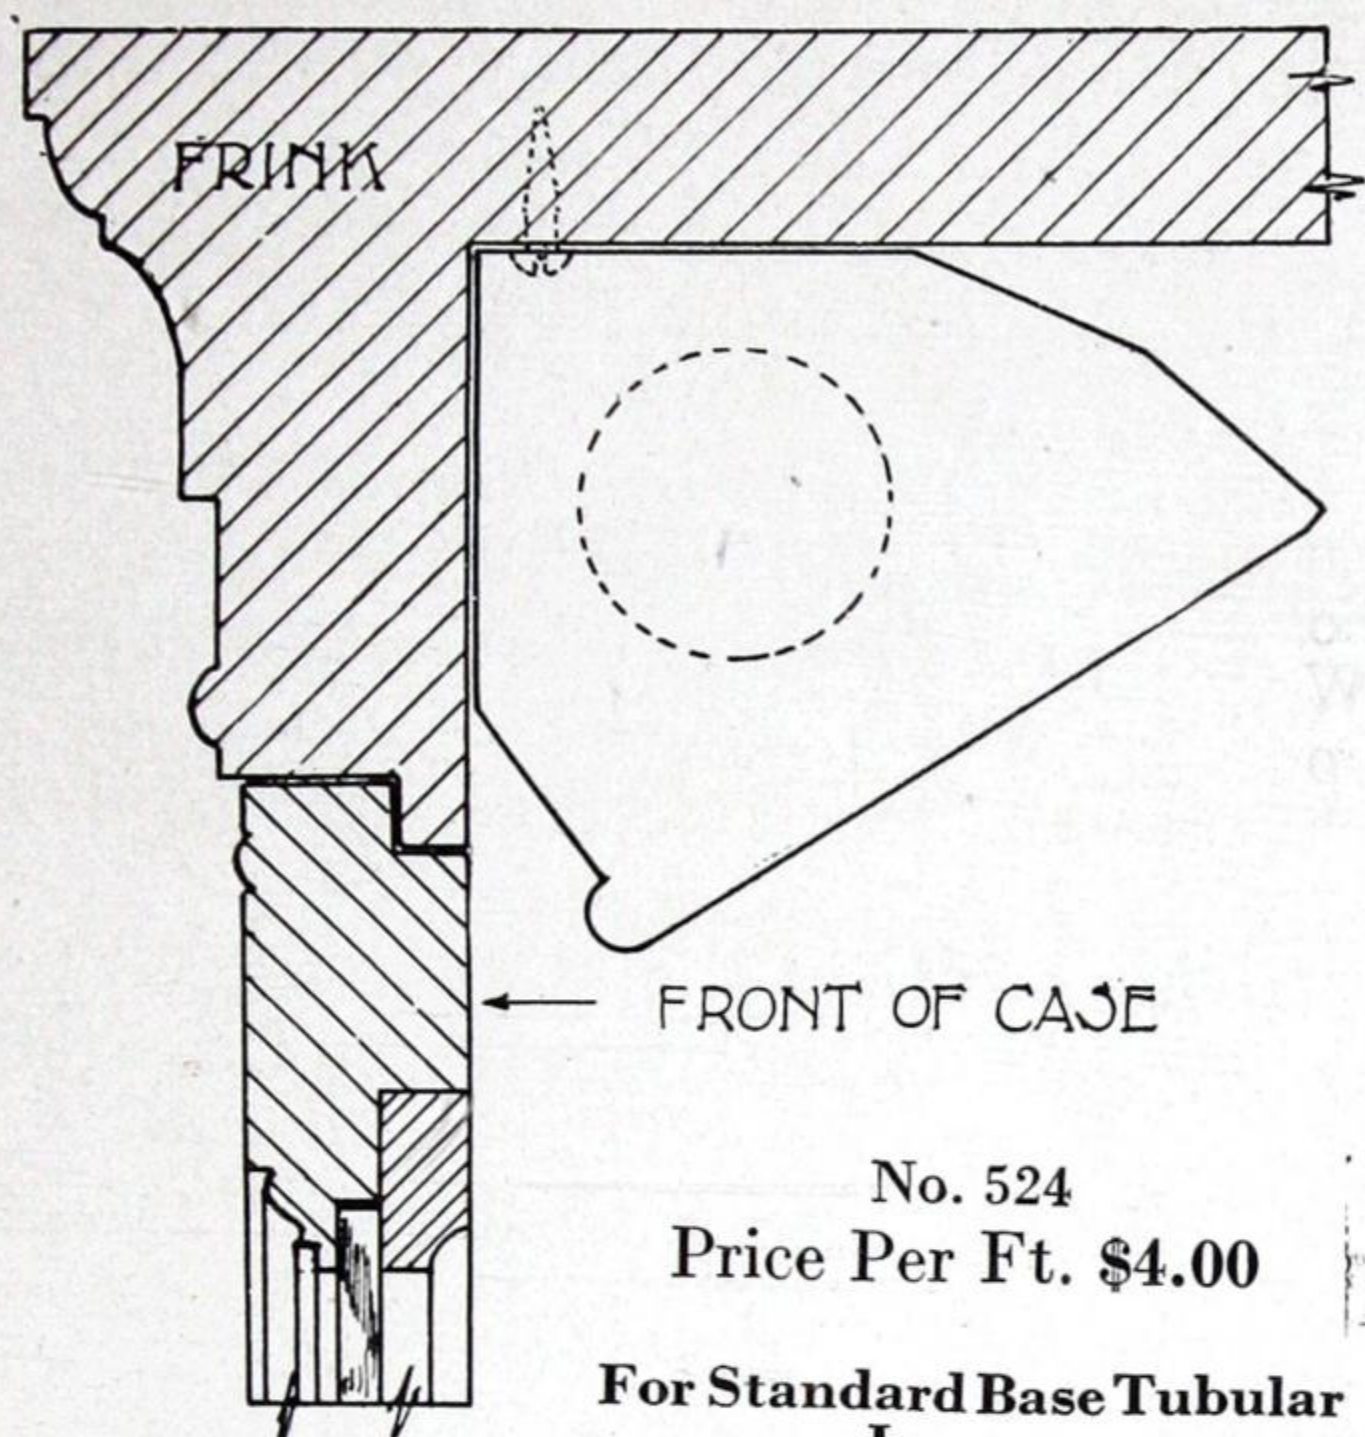 FRINK
FRONT OF CASE
No. 524
Price Per Ft. $4.00
For Standard Base Tubular